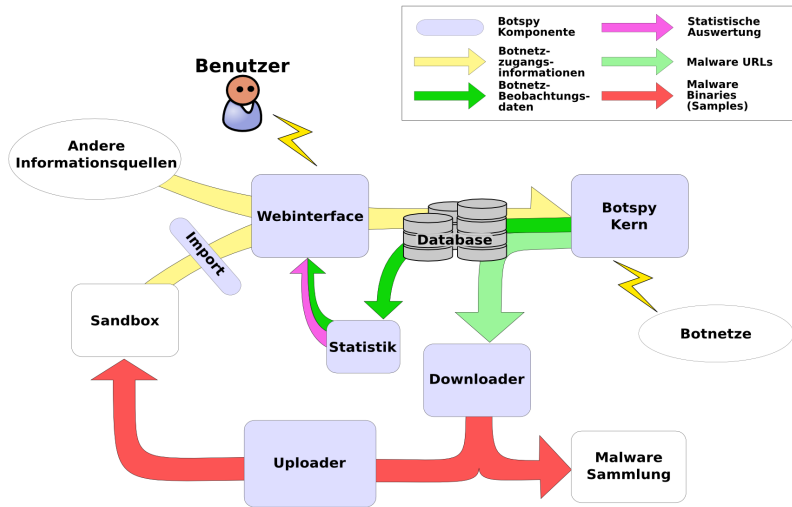 Botspy
Komponente
Botnetz-
zugangs-
informationen
Botnetz-
Beobachtungs-
daten
Statistische
Auswertung
Malware URLs
Malware
Binaries
(Samples)
Benutzer
Andere
Informationsquellen
Webinterface
Database
Botspy
Kern
Import
Sandbox
Statistik
Botnetze
Downloader
Uploader
Malware
Sammlung